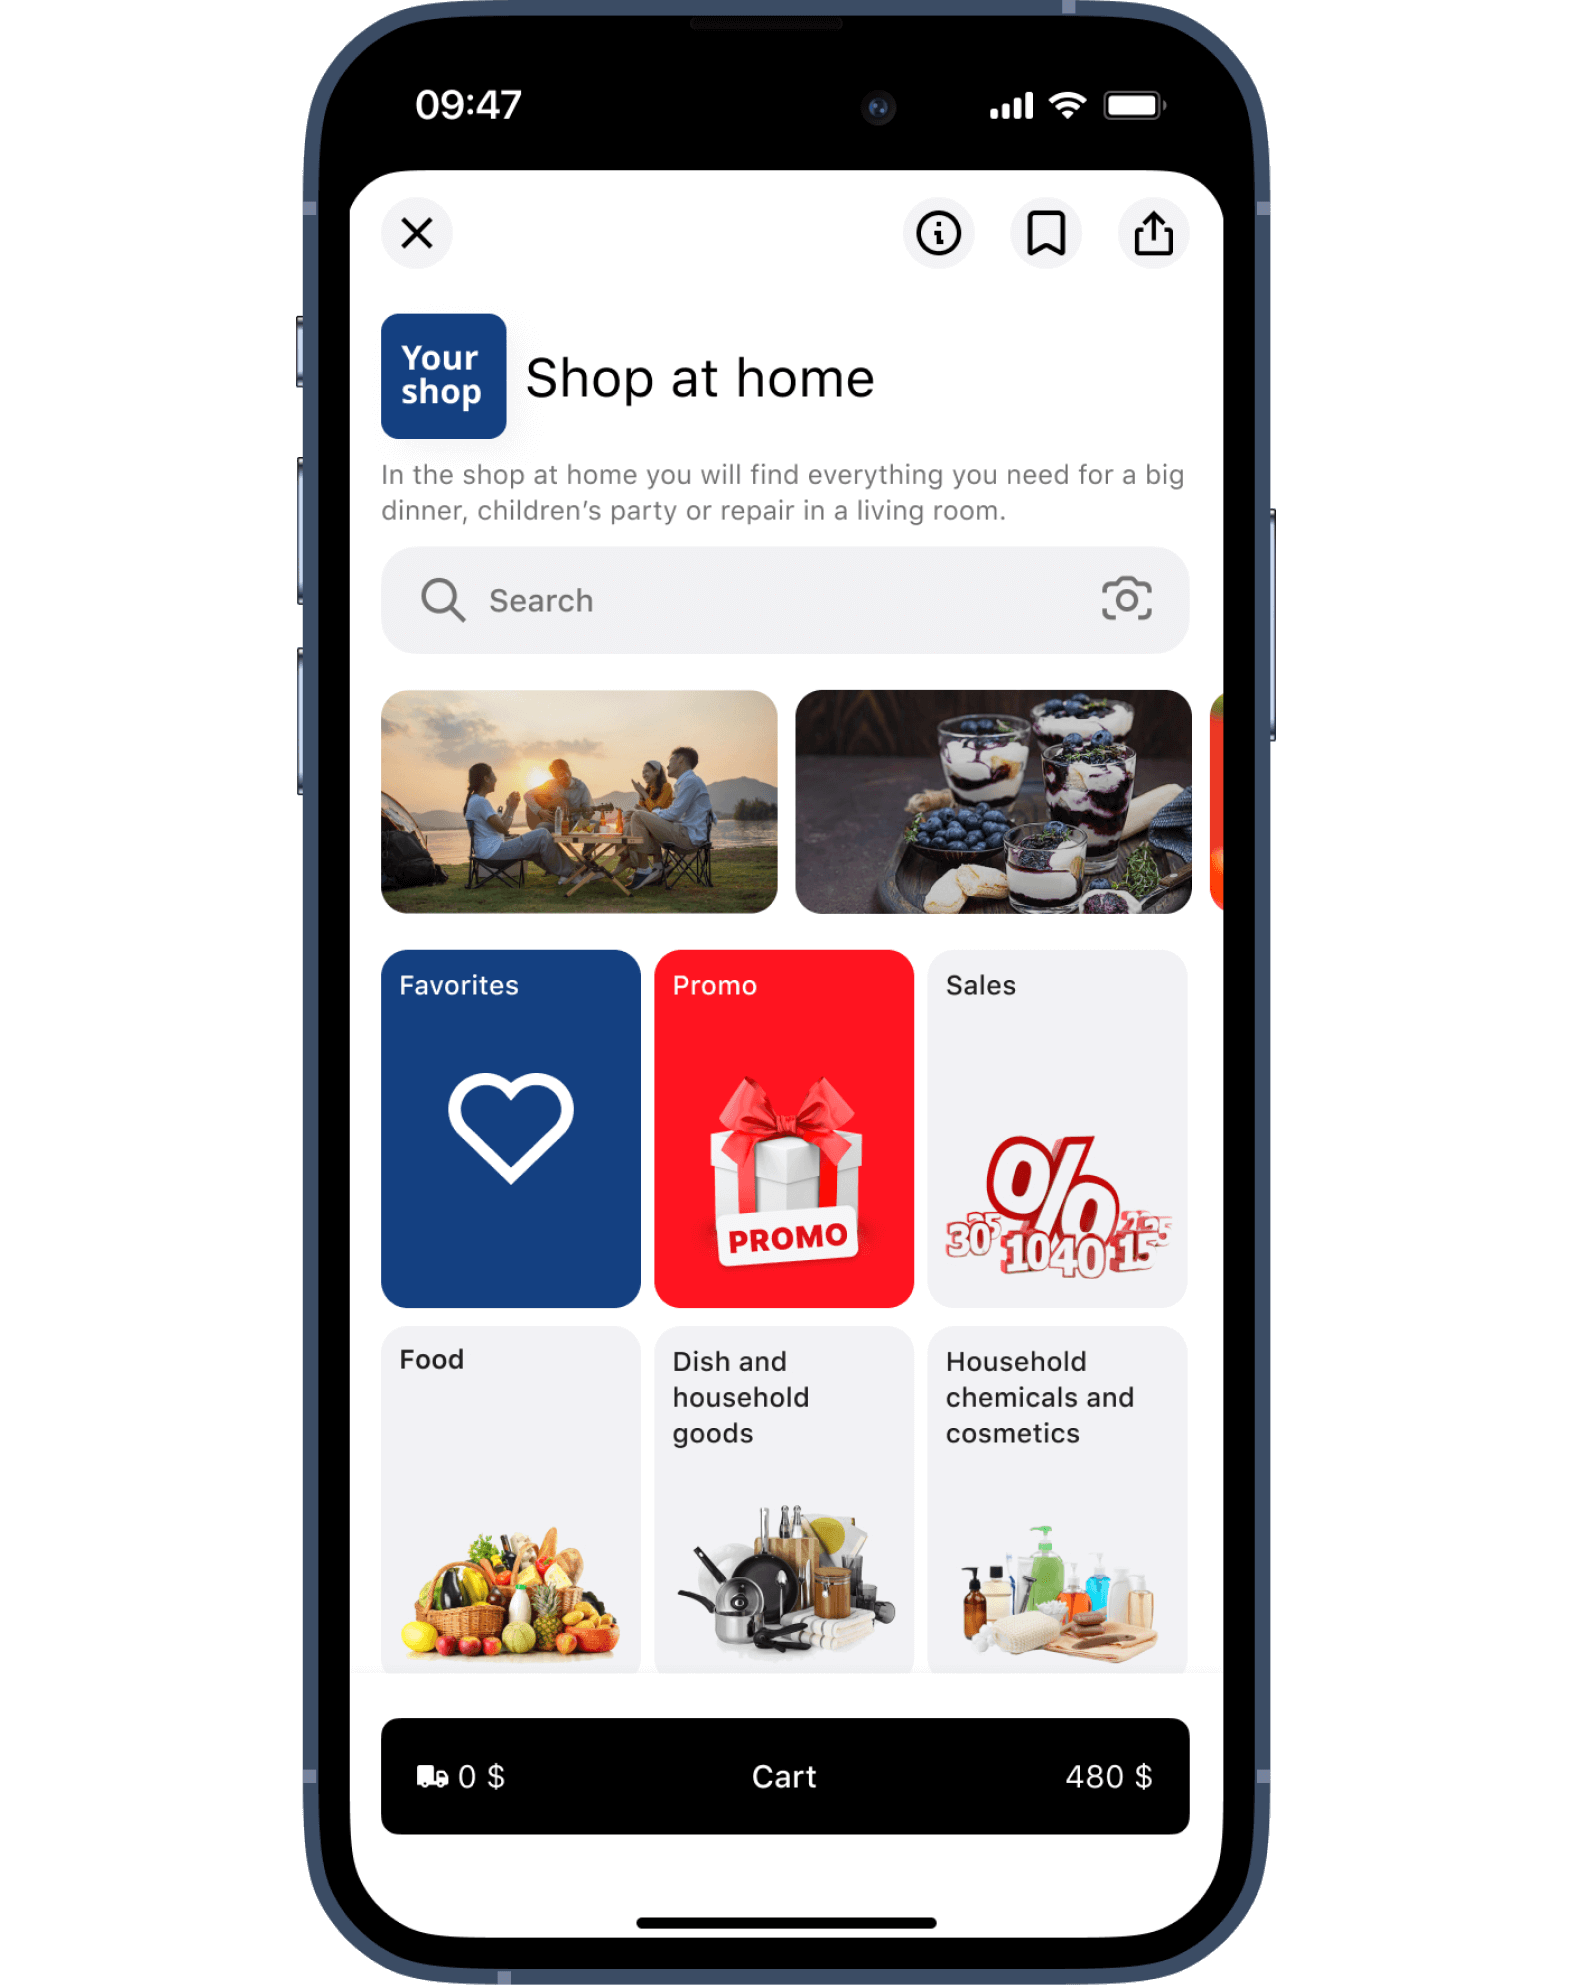 09:47
Your
shop
Shop at home
In the shop at home you will find everything you need for a big
dinner, children’s party or repair in a living room.
Search
Favorites
Promo
Sales
PROMO
%
30 25 10 40 15
Food
Dish and
household
goods
Household
chemicals and
cosmetics
0 $
Cart
480 $